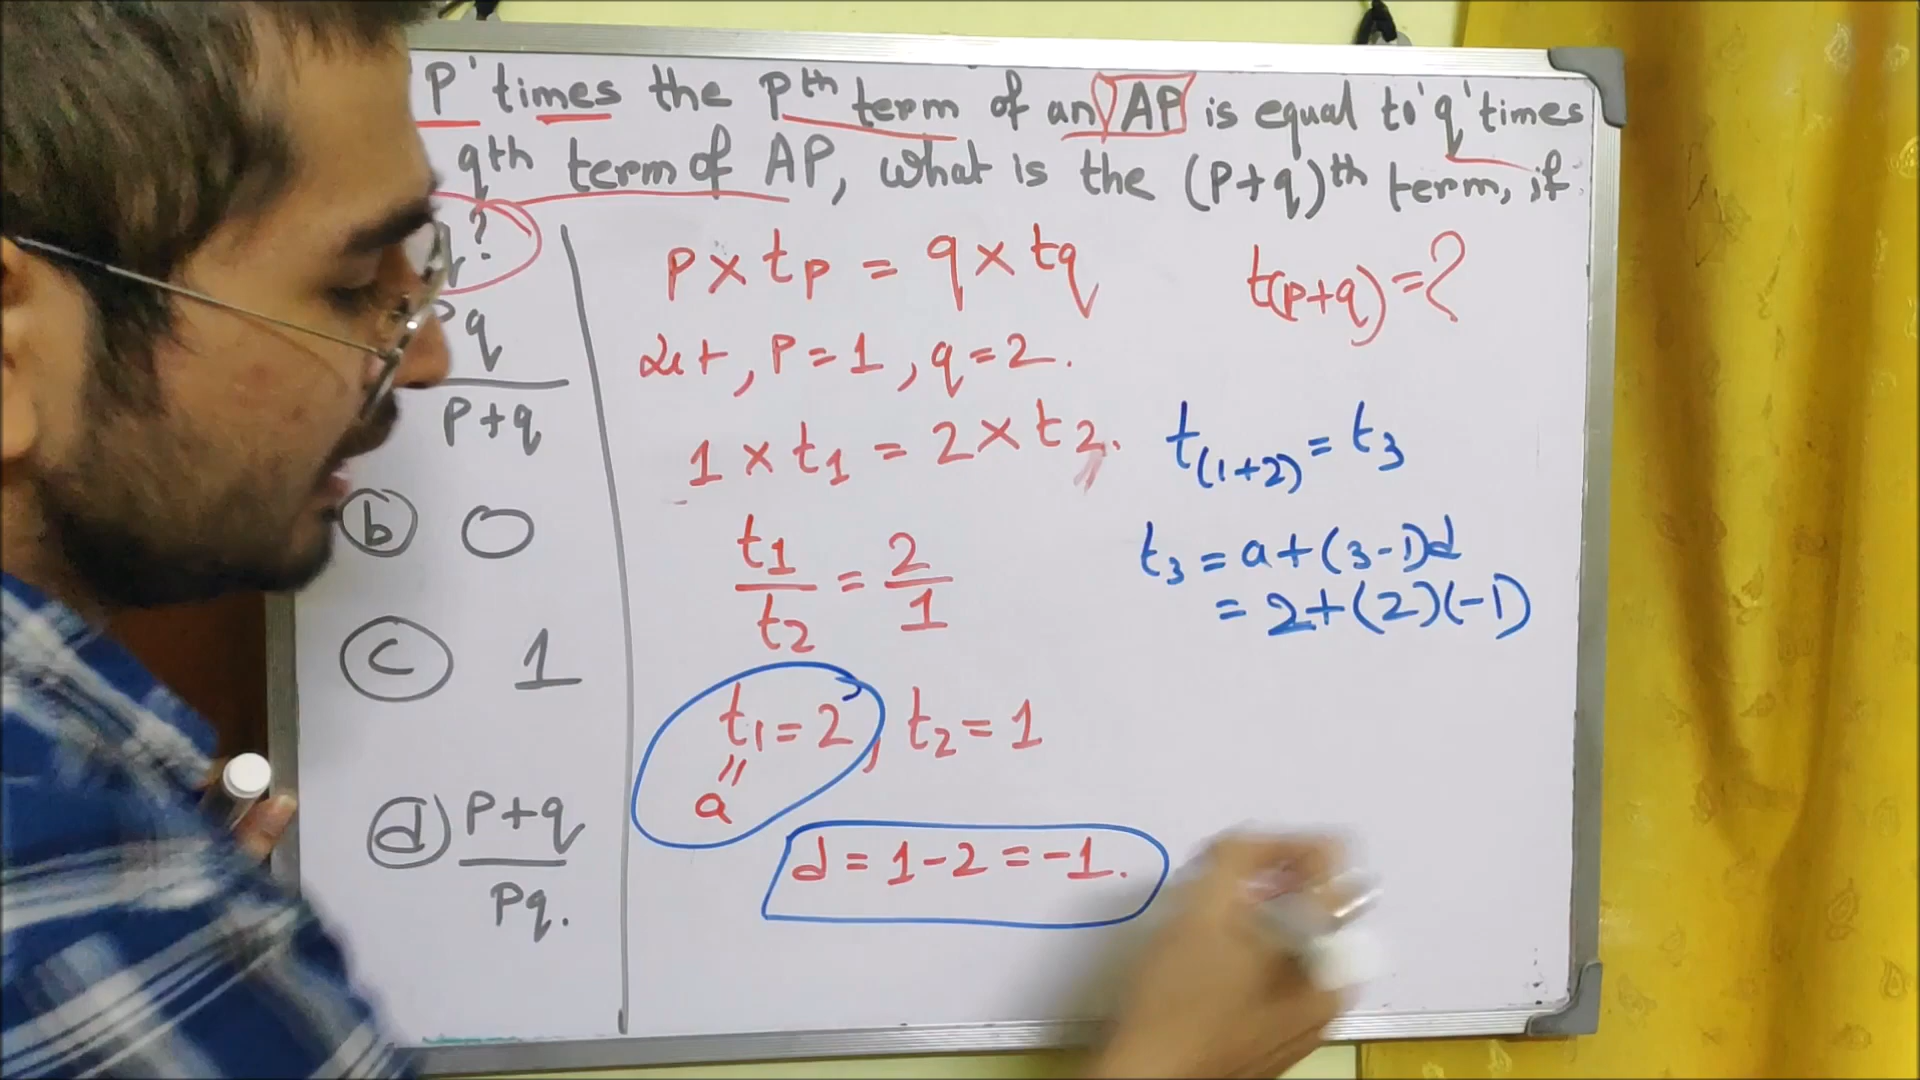 P' times the pth term of an AP is equal to 'q' times
qth term of AP, what is the (P+q)th term, if
q?
Pq
P+q
b 0
c 1
d) P+q
Pq.
P × tp = q × tq
Let, P = 1, q = 2.
1 × t1 = 2 × t2.
t1/t2 = 2/1
t1 = 2, t2 = 1
"
a
d = 1-2 = -1.
t(p+q) = ?
t(1+2) = t3
t3 = a+(3-1)d
= 2+(2)(-1)